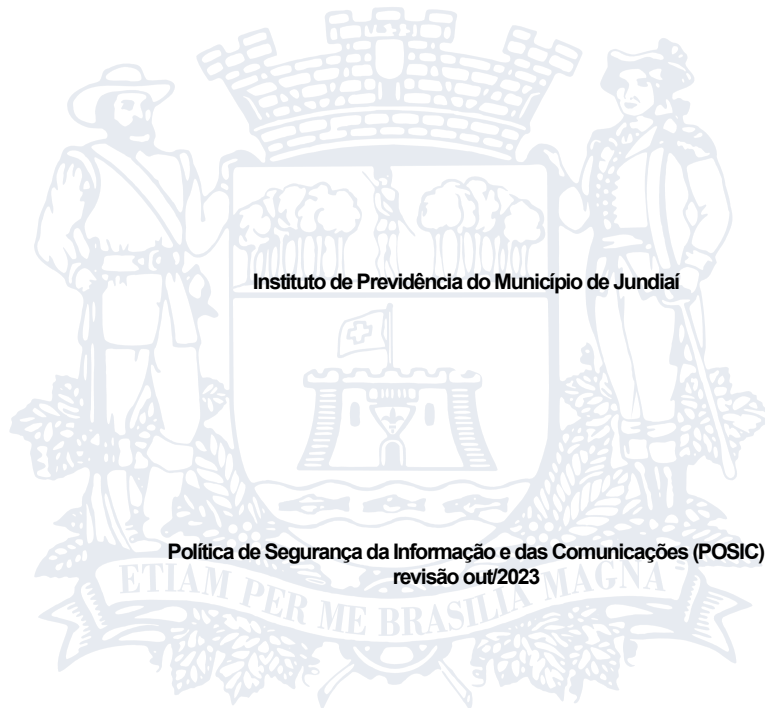 Instituto de Previdência do Município de Jundiaí
Política de Segurança da Informação e das Comunicações (POSIC)
revisão out/2023
ETIAM PER ME BRASILIA MAGNA